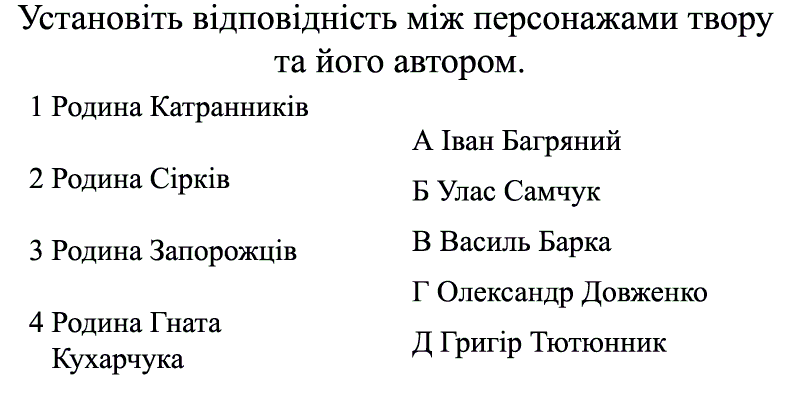 Установіть відповідність між персонажами твору
та його автором.
1 Родина Катранників
2 Родина Сірків
3 Родина Запорожців
4 Родина Гната
Кухарчука
А Іван Багряний
Б Улас Самчук
В Василь Барка
Г Олександр Довженко
Д Григір Тютюнник